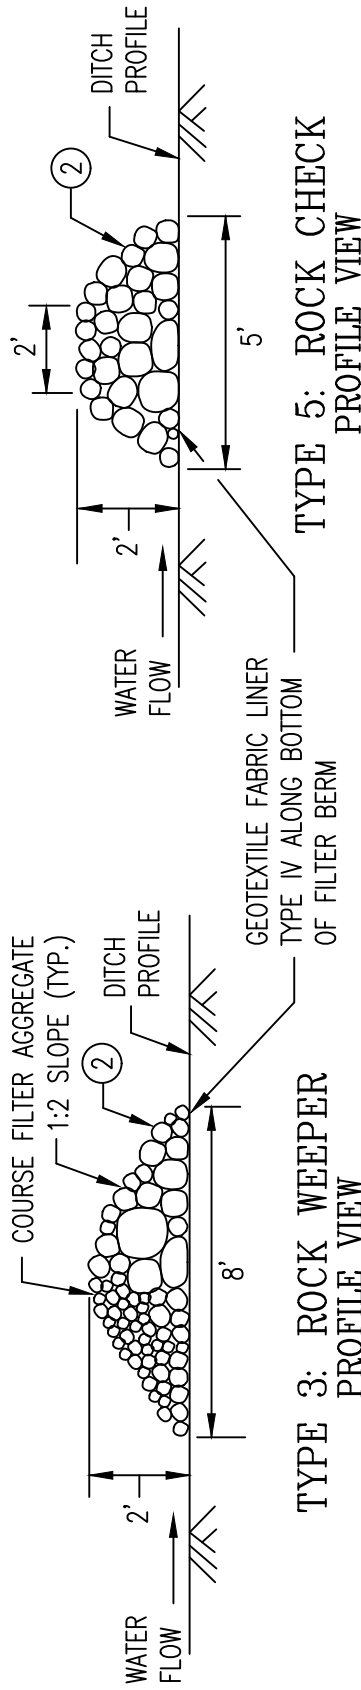 COURSE FILTER AGGREGATE
1:2 SLOPE (TYP.)
2
DITCH
PROFILE
2'
WATER
FLOW
8'
TYPE 3: ROCK WEEPER
PROFILE VIEW
GEOTEXTILE FABRIC LINER
TYPE IV ALONG BOTTOM
OF FILTER BERM
2'
2
DITCH
PROFILE
2'
WATER
FLOW
5'
TYPE 5: ROCK CHECK
PROFILE VIEW